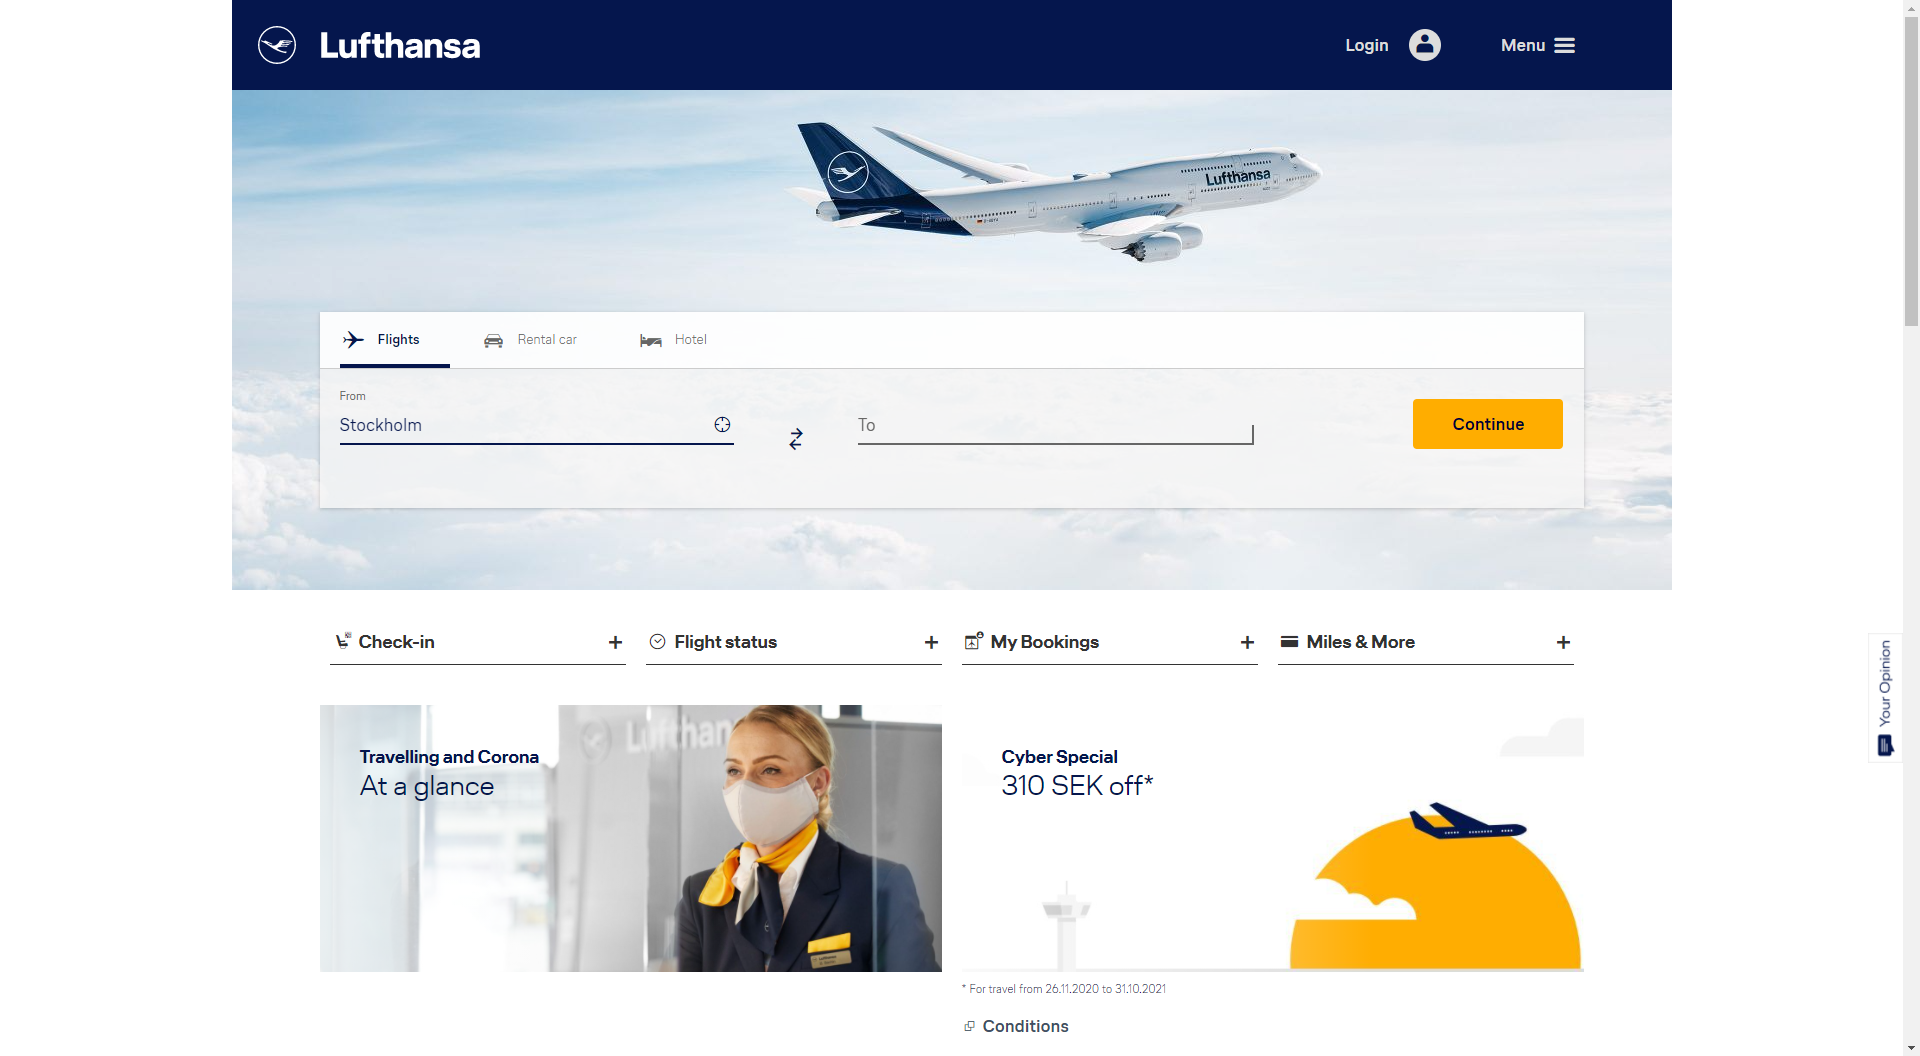 Lufthansa
Login
Menu
Lufthansa
Flights
Rental car
Hotel
From
Stockholm
To
Continue
Check-in
Flight status
My Bookings
Miles & More
Your Opinion
Lufthan
Travelling and Corona
At a glance
Cyber Special
310 SEK off*
* For travel from 26.11.2020 to 31.10.2021
Conditions